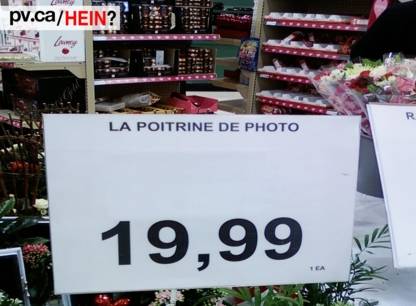 pv.ca/HEIN?
LA POITRINE DE PHOTO
19,99
1 EA
R